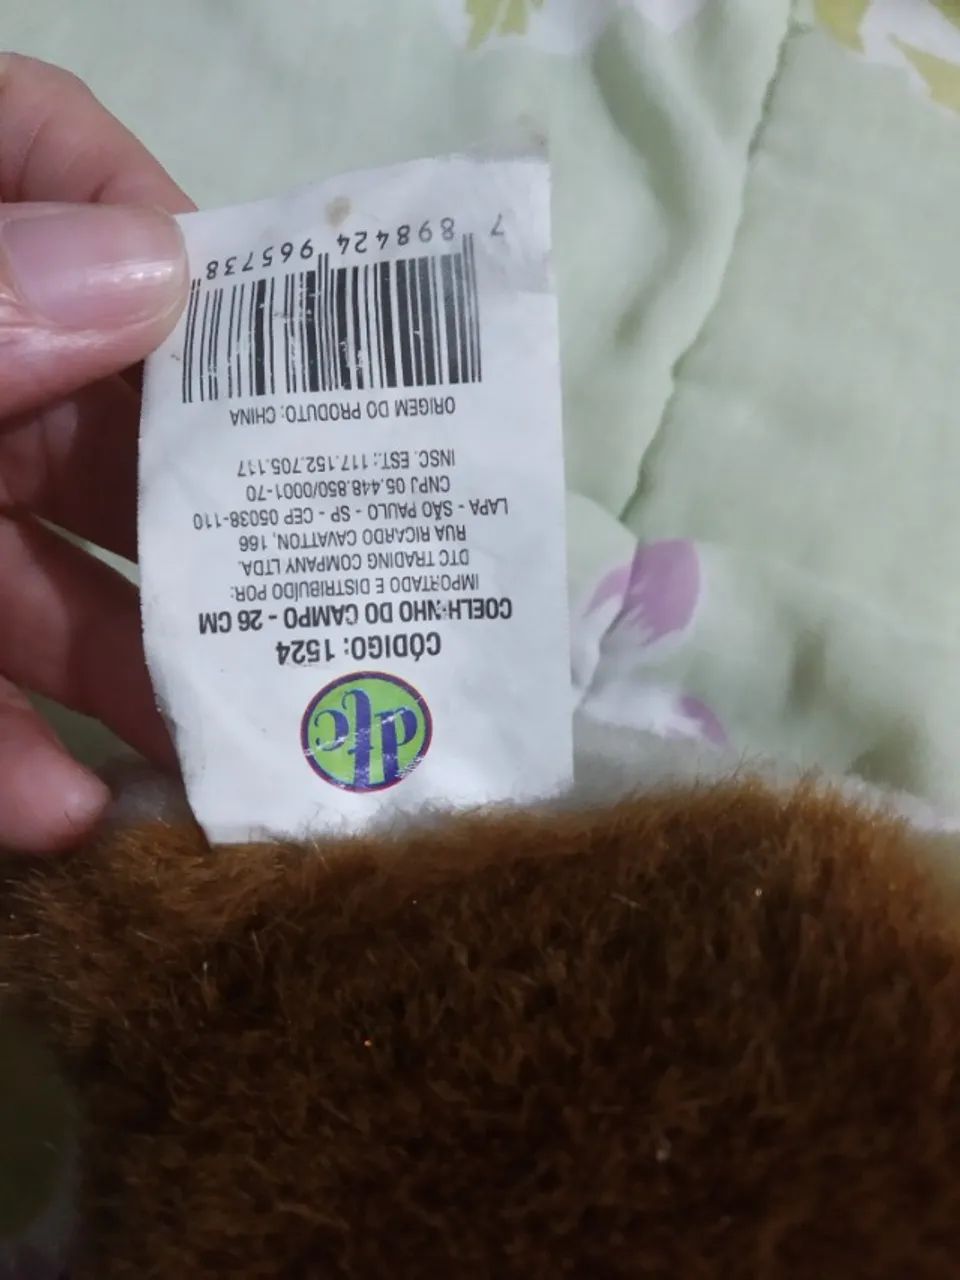 dtc
CÓDIGO: 1524
COELHINHO DO CAMPO - 26 CM
IMPORTADO E DISTRIBUÍDO POR:
DTC TRADING COMPANY LTDA.
RUA RICARDO CAVATTON, 166
LAPA - SÃO PAULO - SP - CEP 05038-110
CNPJ 05.448.850/0001-70
INSC. EST.: 117.152.705.117
ORIGEM DO PRODUTO: CHINA
7 898424 965738